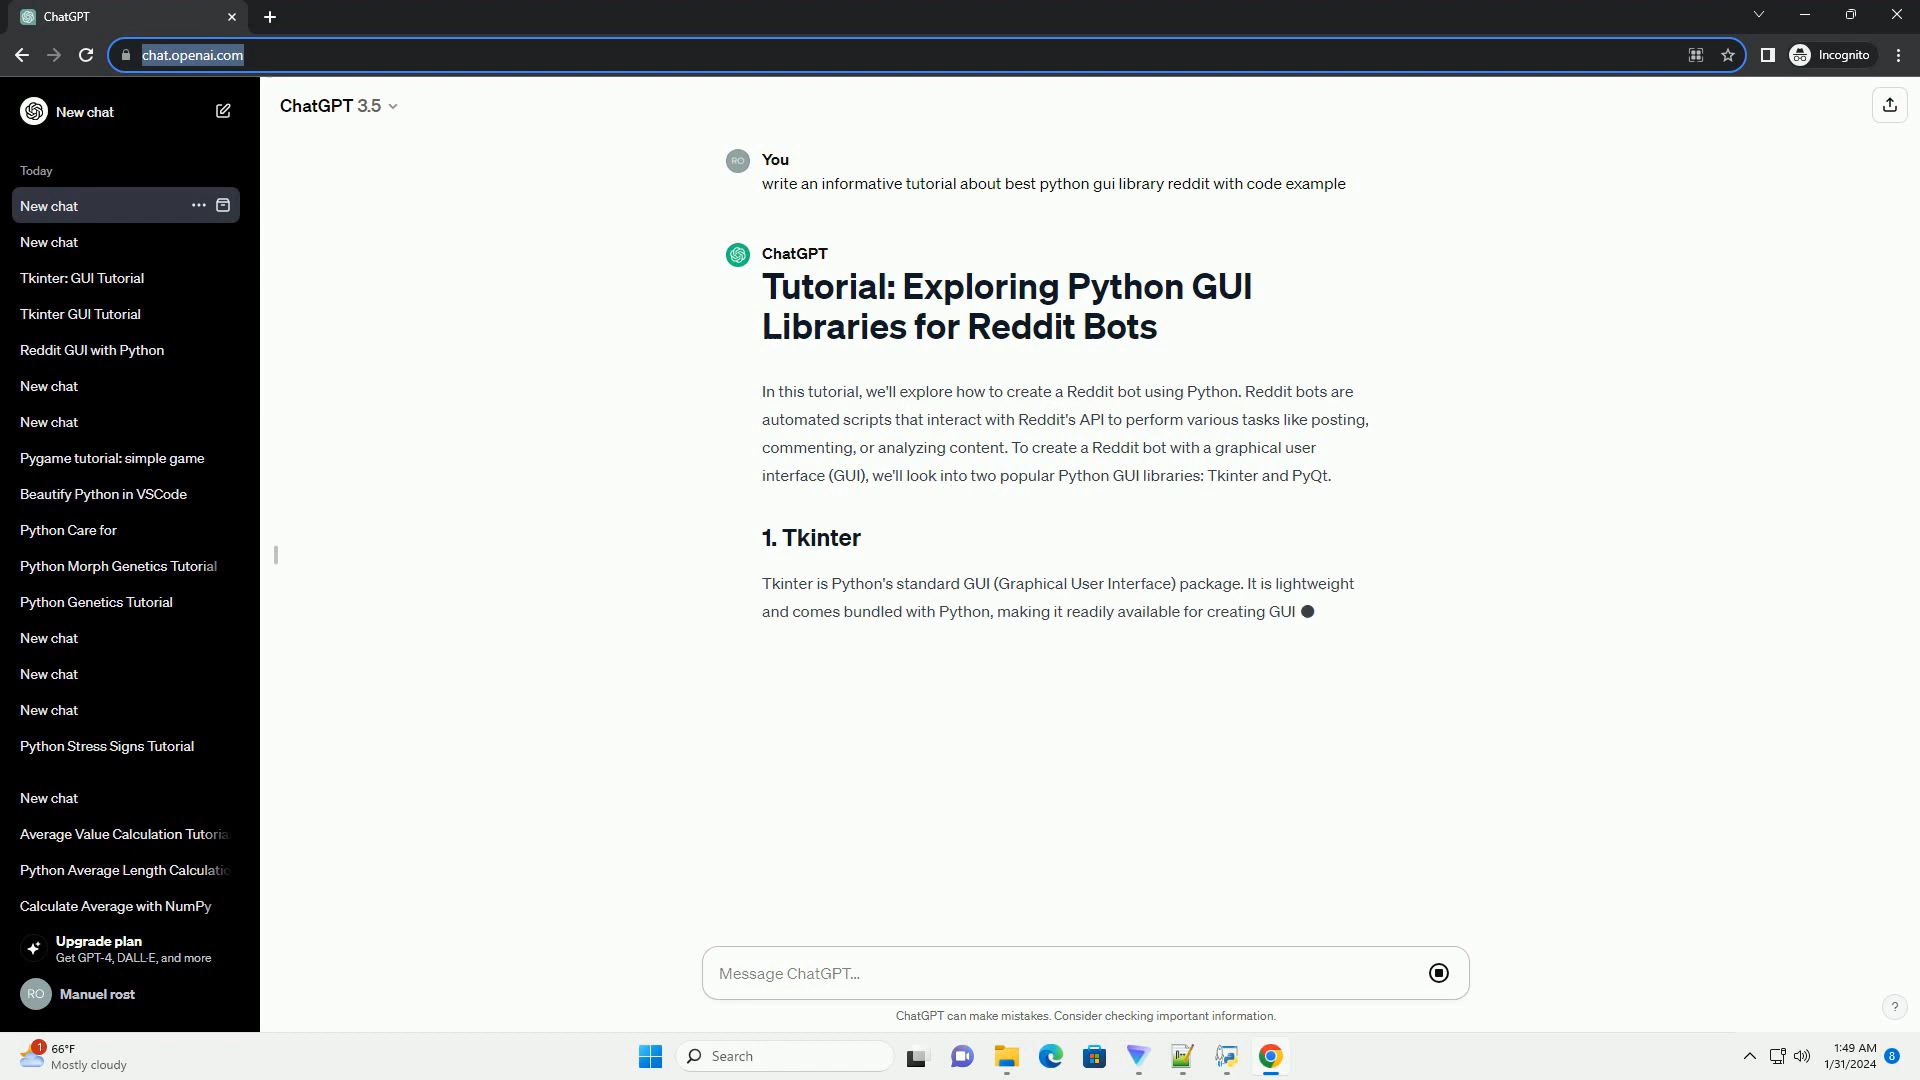 ChatGPT
chat.openai.com
Incognito
New chat
ChatGPT 3.5
Today
New chat
New chat
Tkinter: GUI Tutorial
Tkinter GUI Tutorial
Reddit GUI with Python
New chat
New chat
Pygame tutorial: simple game
Beautify Python in VSCode
Python Care for
Python Morph Genetics Tutorial
Python Genetics Tutorial
New chat
New chat
New chat
Python Stress Signs Tutorial
New chat
Average Value Calculation Tutoria
Python Average Length Calculatio
Calculate Average with NumPy
Upgrade plan
Get GPT-4, DALL·E, and more
RO Manuel rost
RO You
write an informative tutorial about best python gui library reddit with code example
ChatGPT
Tutorial: Exploring Python GUI
Libraries for Reddit Bots
In this tutorial, we'll explore how to create a Reddit bot using Python. Reddit bots are
automated scripts that interact with Reddit's API to perform various tasks like posting,
commenting, or analyzing content. To create a Reddit bot with a graphical user
interface (GUI), we'll look into two popular Python GUI libraries: Tkinter and PyQt.
1. Tkinter
Tkinter is Python's standard GUI (Graphical User Interface) package. It is lightweight
and comes bundled with Python, making it readily available for creating GUI
Message ChatGPT...
ChatGPT can make mistakes. Consider checking important information.
?
1
66°F
Mostly cloudy
Search
1:49 AM
1/31/2024
8